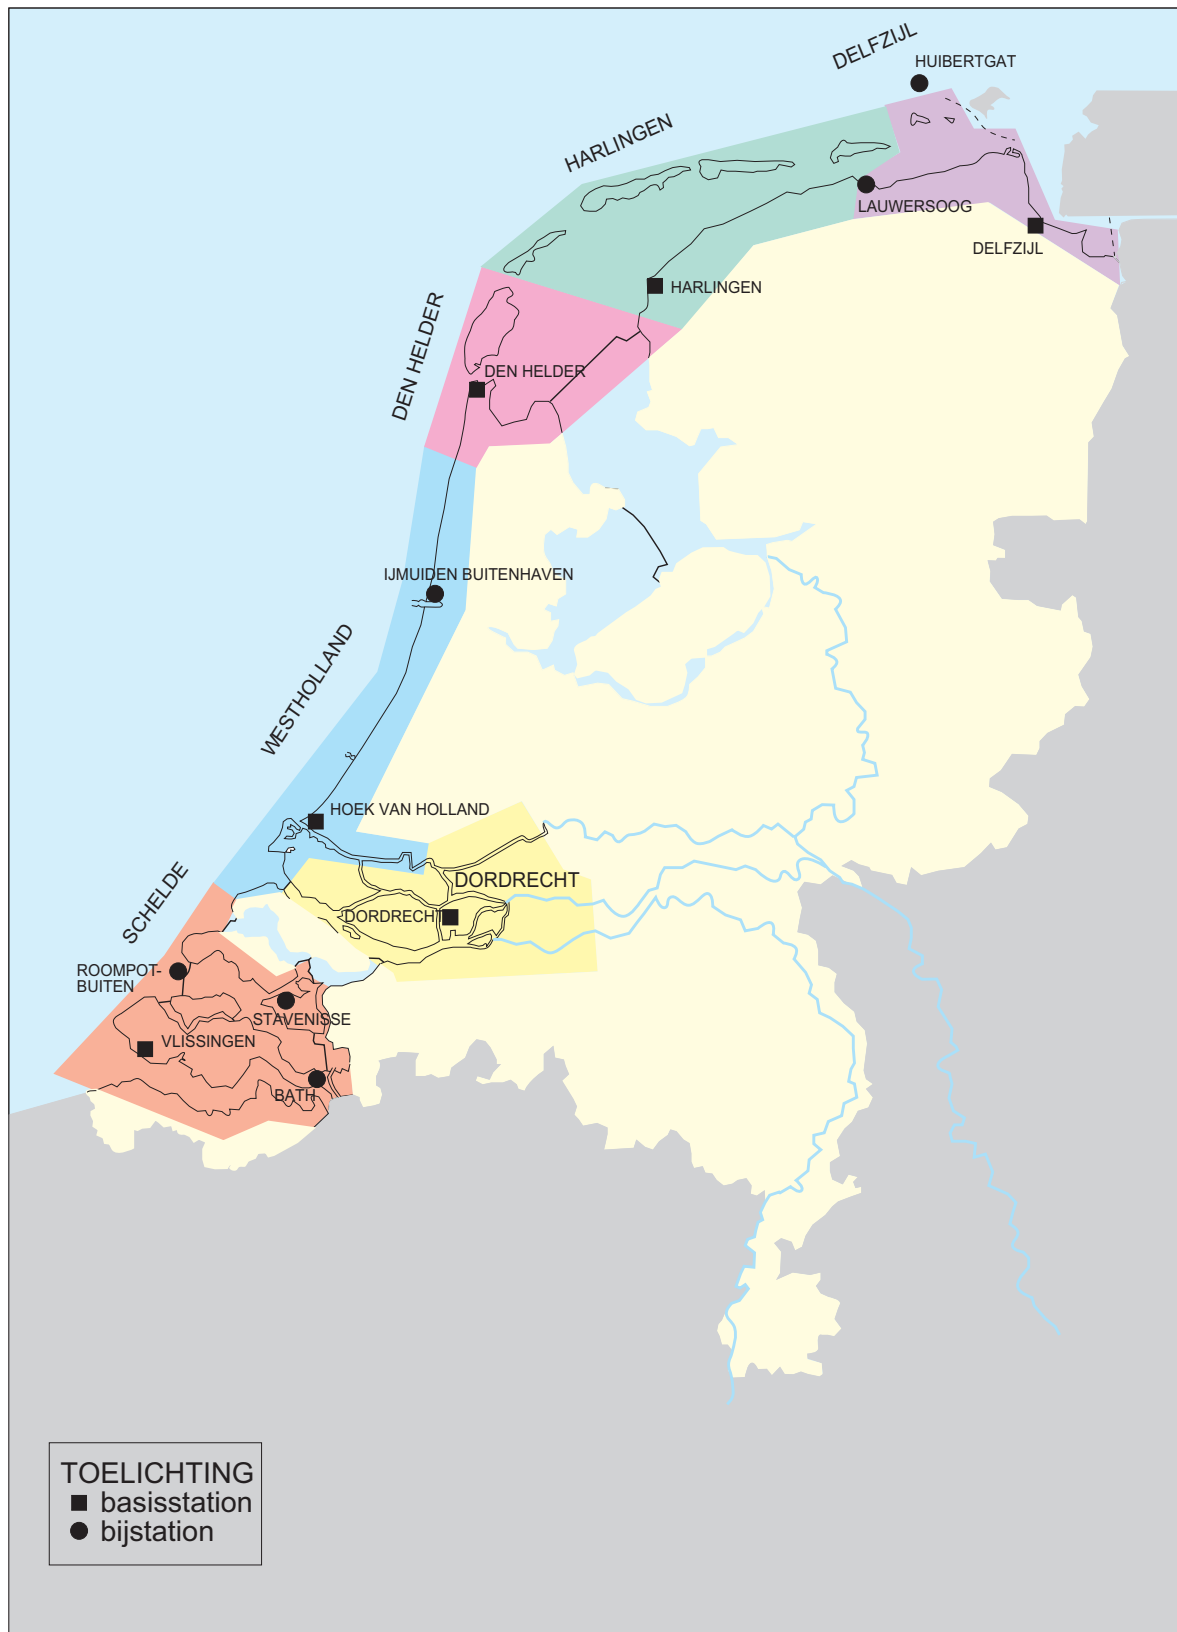 DELFZIJL
HUIBERTGAT
HARLINGEN
LAUWERSOOG
DELFZIJL
HARLINGEN
DEN HELDER
DEN HELDER
IJMUIDEN BUITENHAVEN
WESTHOLLAND
HOEK VAN HOLLAND
SCHELDE
DORDRECHT
DORDRECHT
ROOMPOT-
BUITEN
STAVENISSE
VLISSINGEN
BATH
TOELICHTING
basisstation
bijstation